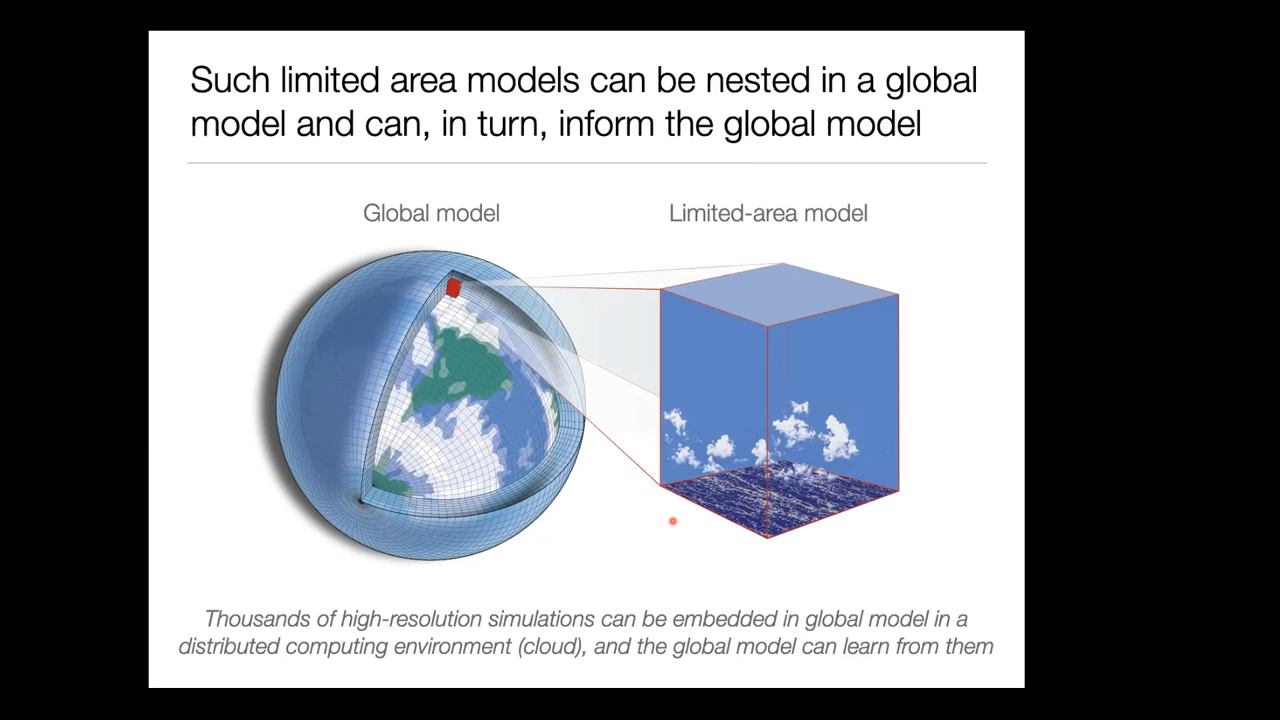 Such limited area models can be nested in a global
model and can, in turn, inform the global model
Global model
Limited-area model
Thousands of high-resolution simulations can be embedded in global model in a
distributed computing environment (cloud), and the global model can learn from them